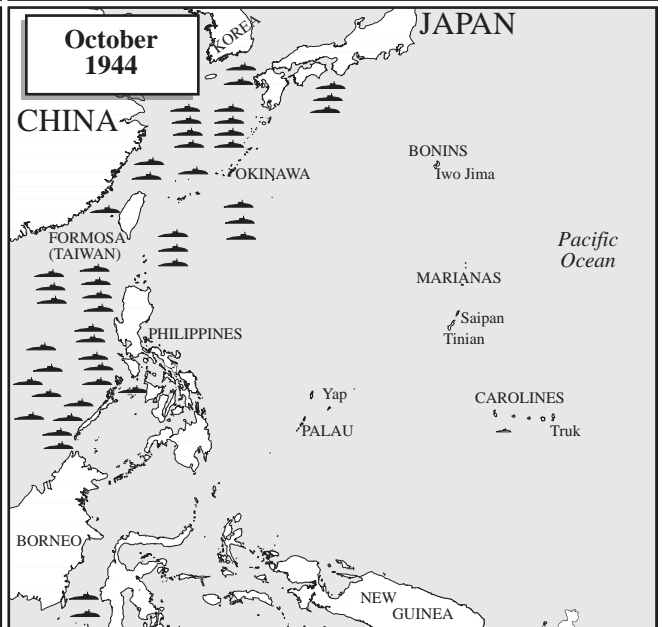 October
1944
KOREA
JAPAN
CHINA
BONINS
Iwo Jima
OKINAWA
FORMOSA
(TAIWAN)
Pacific
Ocean
MARIANAS
Saipan
Tinian
PHILIPPINES
Yap
CAROLINES
PALAU
Truk
BORNEO
NEW
GUINEA